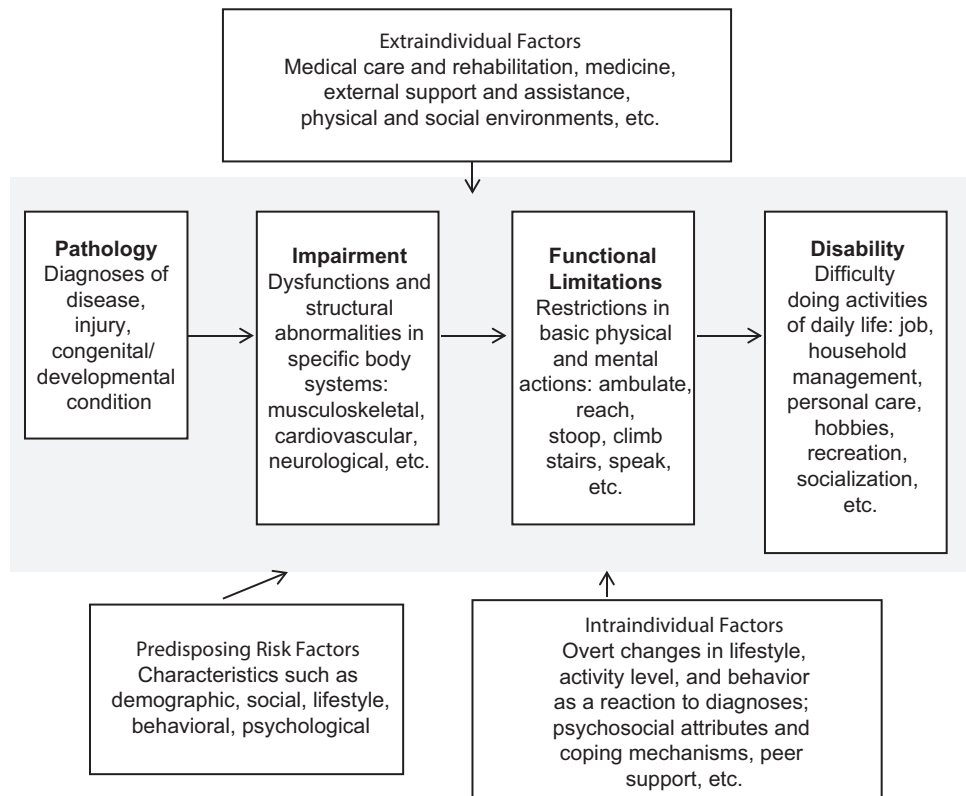 Extraindividual Factors
Medical care and rehabilitation, medicine,
external support and assistance,
physical and social environments, etc.
Pathology
Diagnoses of
disease,
injury,
congenital/
developmental
condition
Impairment
Dysfunctions and
structural
abnormalities in
specific body
systems:
musculoskeletal,
cardiovascular,
neurological, etc.
Functional
Limitations
Restrictions in
basic physical
and mental
actions: ambulate,
reach,
stoop, climb
stairs, speak,
etc.
Disability
Difficulty
doing activities
of daily life: job,
household
management,
personal care,
hobbies,
recreation,
socialization,
etc.
Predisposing Risk Factors
Characteristics such as
demographic, social, lifestyle,
behavioral, psychological
Intraindividual Factors
Overt changes in lifestyle,
activity level, and behavior
as a reaction to diagnoses;
psychosocial attributes and
coping mechanisms, peer
support, etc.